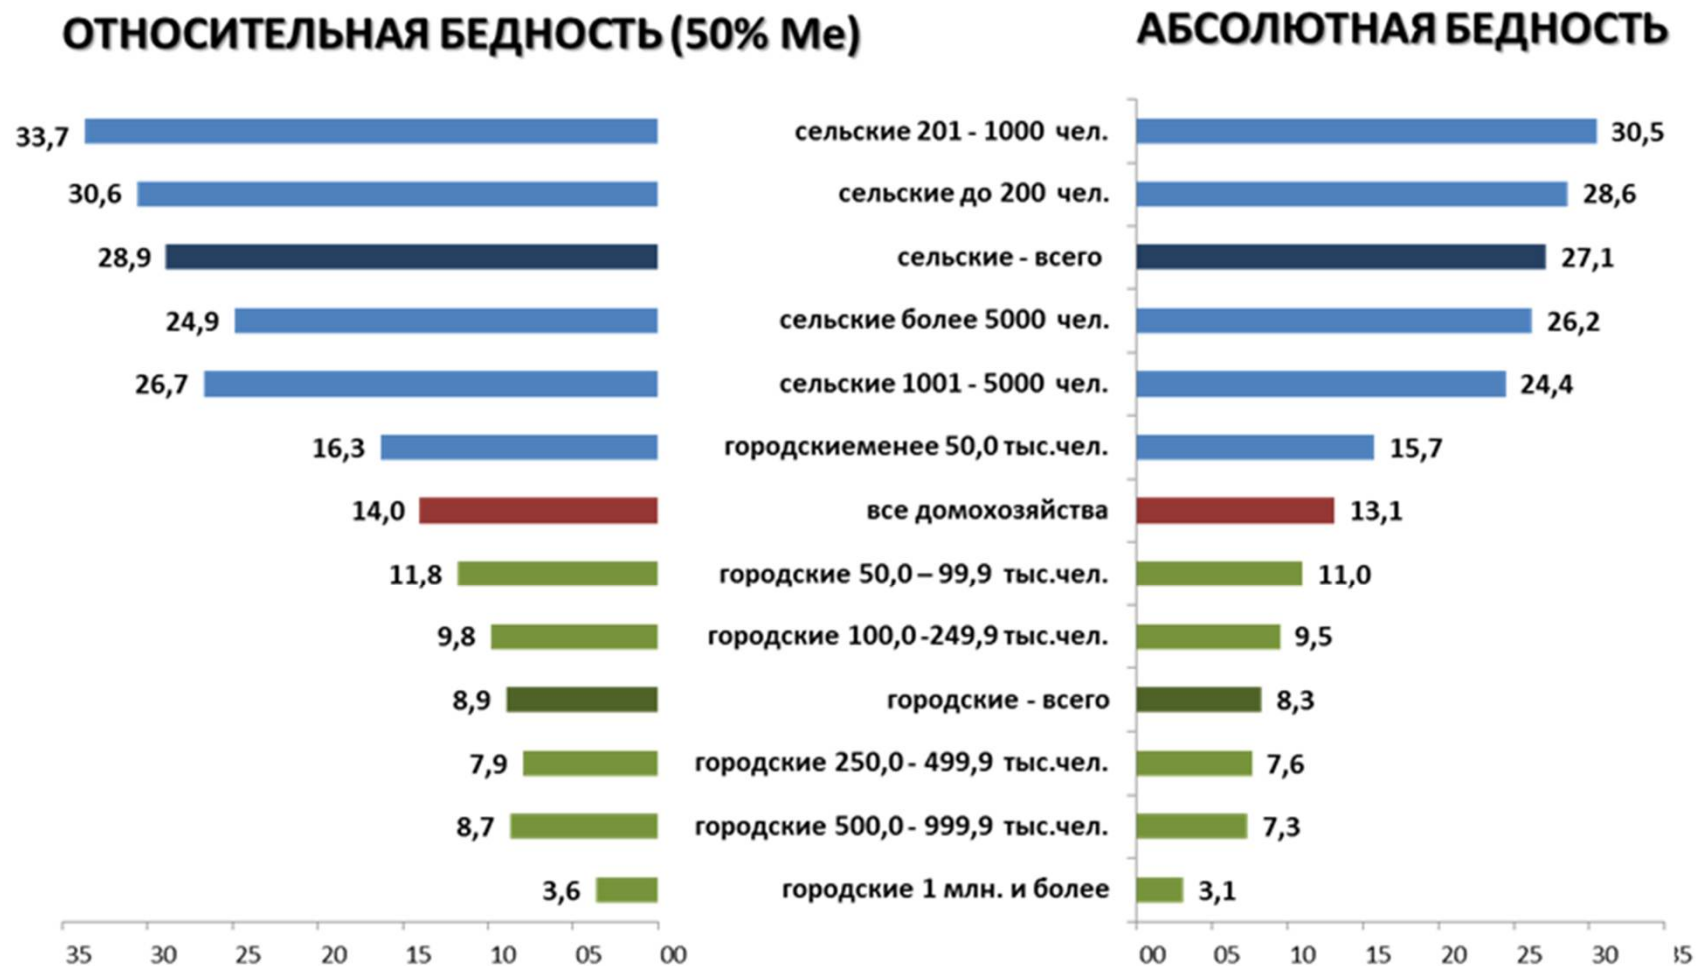 ОТНОСИТЕЛЬНАЯ БЕДНОСТЬ (50% Ме) АБСОЛЮТНАЯ БЕДНОСТЬ
33,7 сельские 201 - 1000 чел. 30,5
30,6 сельские до 200 чел. 28,6
28,9 сельские - всего 27,1
24,9 сельские более 5000 чел. 26,2
26,7 сельские 1001 - 5000 чел. 24,4
16,3 городскиеменее 50,0 тыс.чел. 15,7
14,0 все домохозяйства 13,1
11,8 городские 50,0 – 99,9 тыс.чел. 11,0
9,8 городские 100,0 -249,9 тыс.чел. 9,5
8,9 городские - всего 8,3
7,9 городские 250,0 - 499,9 тыс.чел. 7,6
8,7 городские 500,0 - 999,9 тыс.чел. 7,3
3,6 городские 1 млн. и более 3,1
35 30 25 20 15 10 05 00 00 05 10 15 20 25 30 35